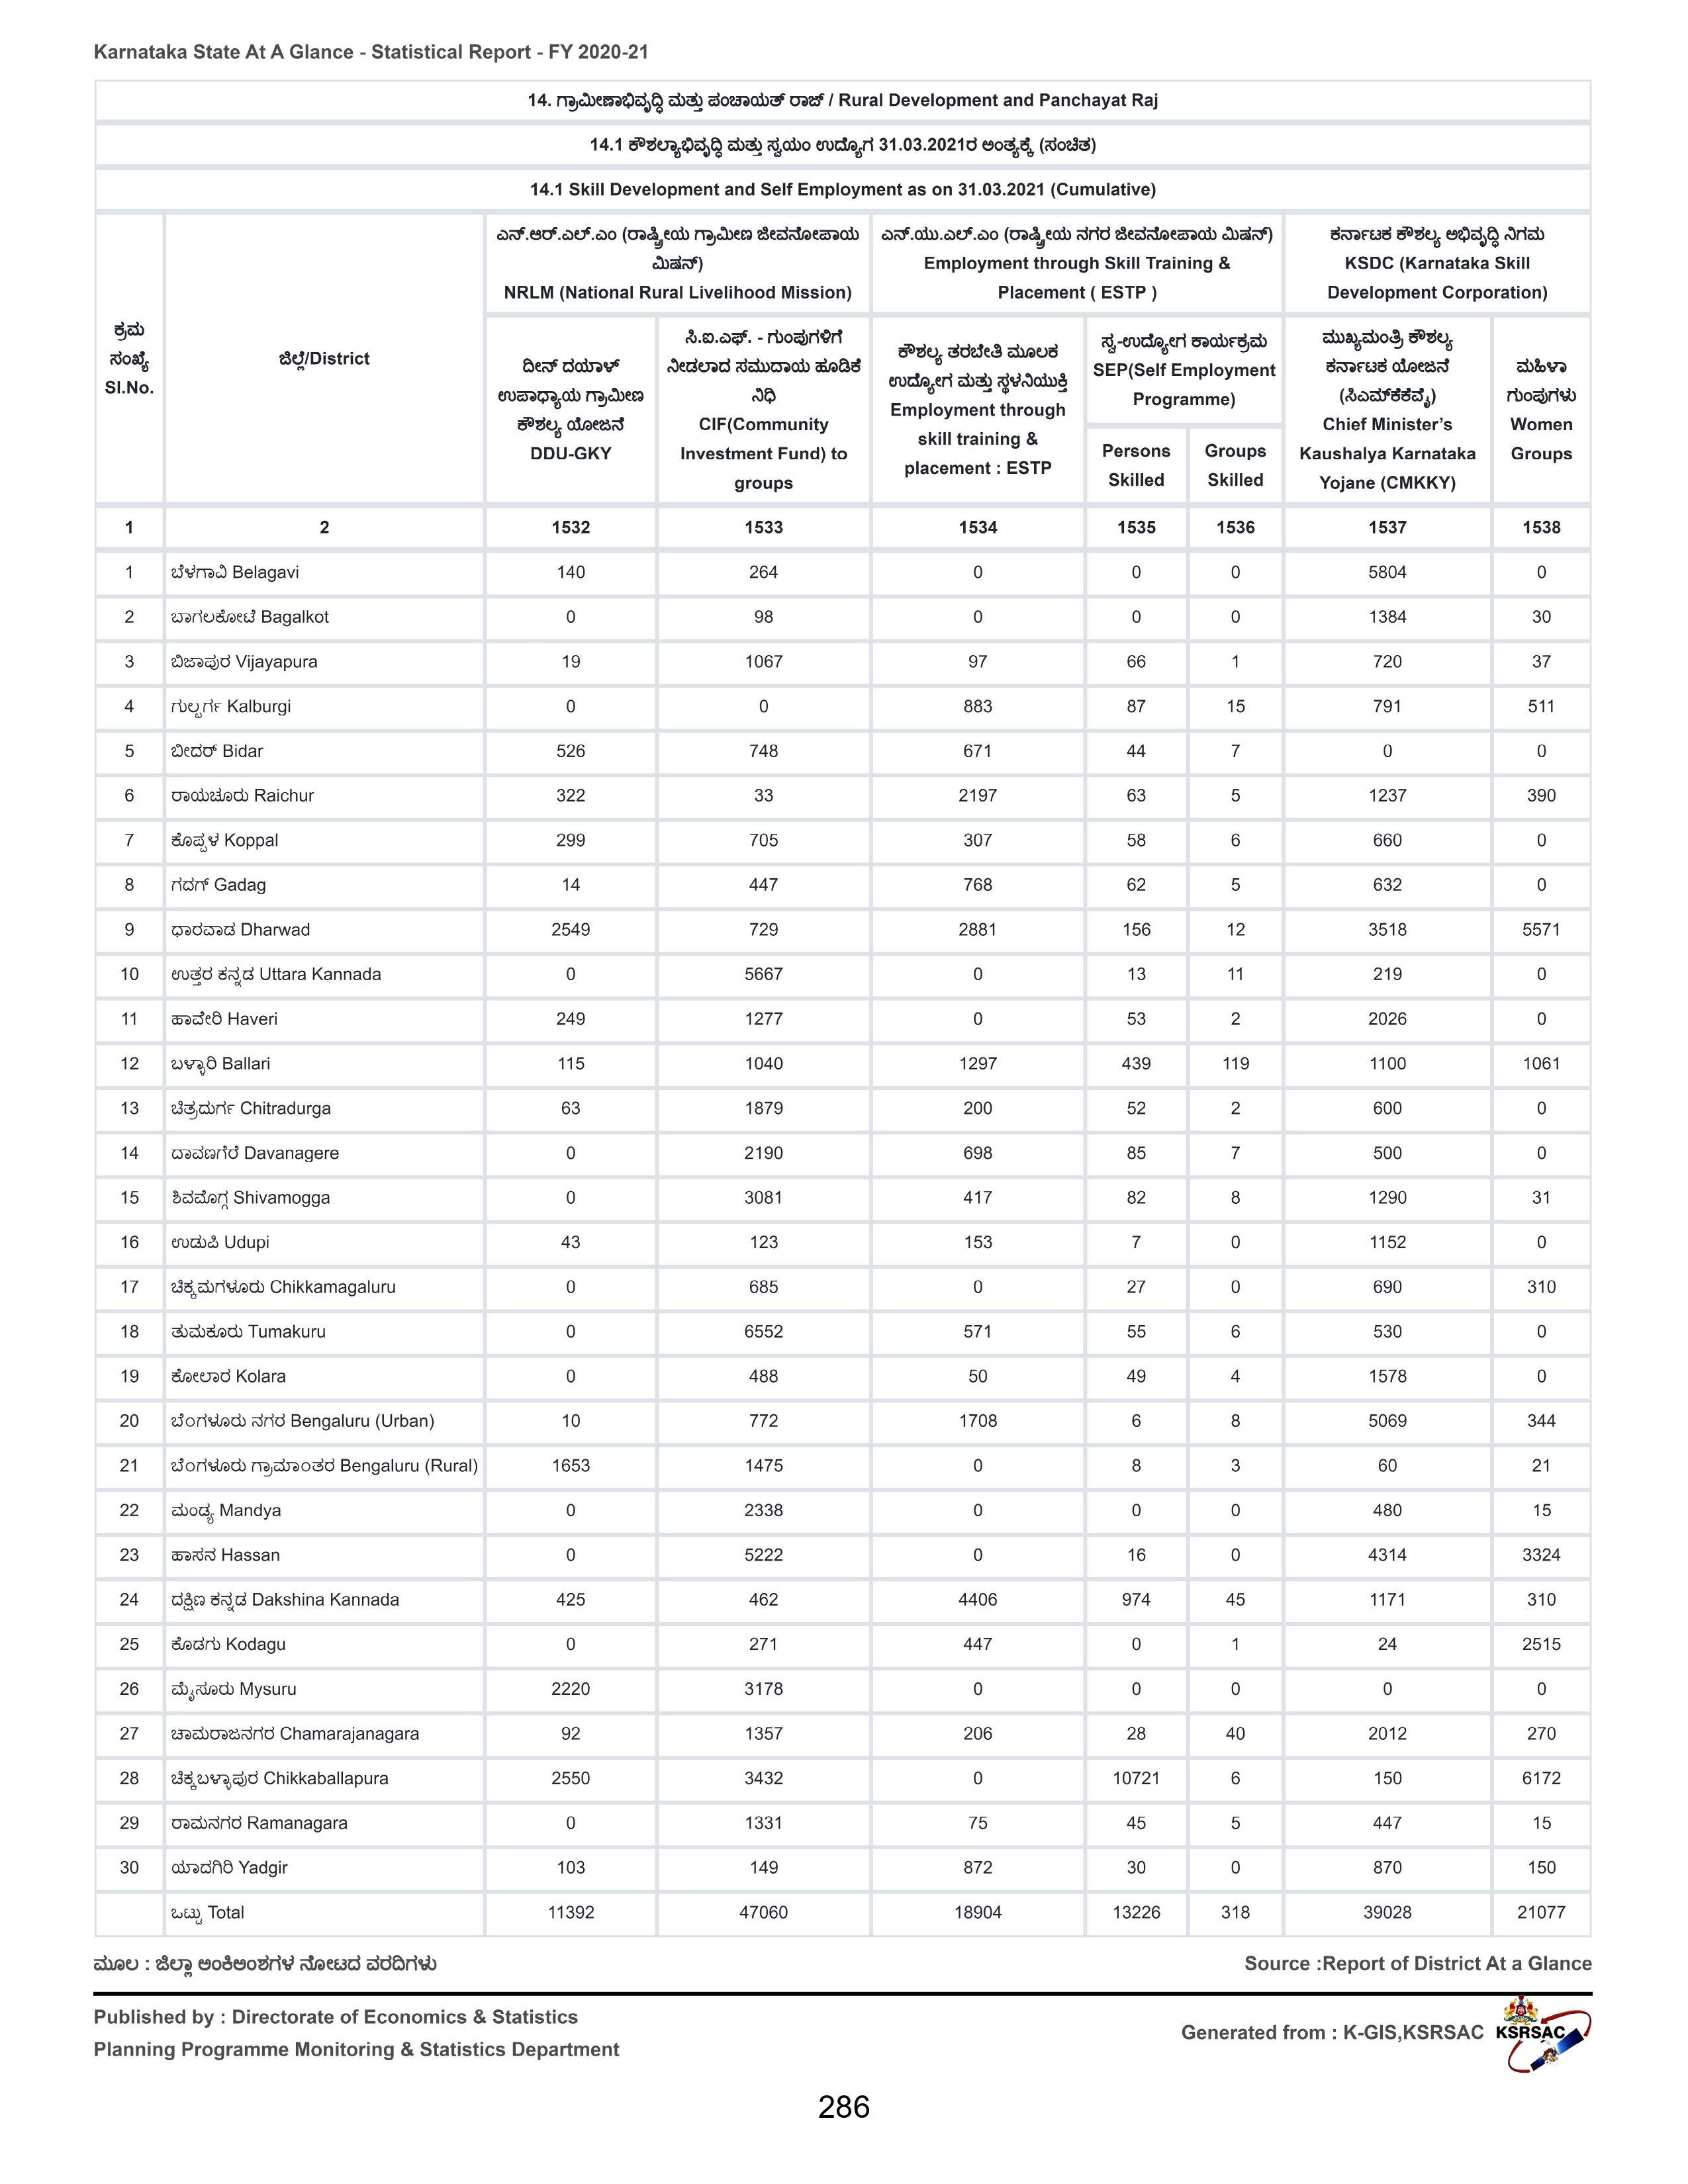 Karnataka State At A Glance - Statistical Report - FY 2020-21
14. ಗ್ರಾಮೀಣಾಭಿವೃದ್ಧಿ ಮತ್ತು ಪಂಚಾಯತ್ ರಾಜ್ / Rural Development and Panchayat Raj
14.1 ಕೌಶಲ್ಯಾಭಿವೃದ್ಧಿ ಮತ್ತು ಸ್ವಯಂ ಉದ್ಯೋಗ 31.03.2021ರ ಅಂತ್ಯಕ್ಕೆ (ಸಂಚಿತ)
14.1 Skill Development and Self Employment as on 31.03.2021 (Cumulative)
ಕ್ರಮ
ಸಂಖ್ಯೆ
Sl.No.
ಜಿಲ್ಲೆ/District
ಎನ್.ಆರ್.ಎಲ್.ಎಂ (ರಾಷ್ಟ್ರೀಯ ಗ್ರಾಮೀಣ ಜೀವನೋಪಾಯ
ಮಿಷನ್)
NRLM (National Rural Livelihood Mission)
ಎನ್.ಯು.ಎಲ್.ಎಂ (ರಾಷ್ಟ್ರೀಯ ನಗರ ಜೀವನೋಪಾಯ ಮಿಷನ್)
Employment through Skill Training &
Placement ( ESTP )
ಕರ್ನಾಟಕ ಕೌಶಲ್ಯ ಅಭಿವೃದ್ಧಿ ನಿಗಮ
KSDC (Karnataka Skill
Development Corporation)
ದೀನ್ ದಯಾಳ್
ಉಪಾಧ್ಯಾಯ ಗ್ರಾಮೀಣ
ಕೌಶಲ್ಯ ಯೋಜನೆ
DDU-GKY
ಸಿ.ಐ.ಎಫ್. - ಗುಂಪುಗಳಿಗೆ
ನೀಡಲಾದ ಸಮುದಾಯ ಹೂಡಿಕೆ
ನಿಧಿ
CIF(Community
Investment Fund) to
groups
ಕೌಶಲ್ಯ ತರಬೇತಿ ಮೂಲಕ
ಉದ್ಯೋಗ ಮತ್ತು ಸ್ಥಳನಿಯುಕ್ತಿ
Employment through
skill training &
placement : ESTP
ಸ್ವ-ಉದ್ಯೋಗ ಕಾರ್ಯಕ್ರಮ
SEP(Self Employment
Programme)
Persons
Skilled
Groups
Skilled
ಮುಖ್ಯಮಂತ್ರಿ ಕೌಶಲ್ಯ
ಕರ್ನಾಟಕ ಯೋಜನೆ
(ಸಿಎಮ್‌ಕೆಕೆವೈ)
Chief Minister’s
Kaushalya Karnataka
Yojane (CMKKY)
ಮಹಿಳಾ
ಗುಂಪುಗಳು
Women
Groups
1 2 1532 1533 1534 1535 1536 1537 1538
1 ಬೆಳಗಾವಿ Belagavi 140 264 0 0 0 5804 0
2 ಬಾಗಲಕೋಟೆ Bagalkot 0 98 0 0 0 1384 30
3 ಬಿಜಾಪುರ Vijayapura 19 1067 97 66 1 720 37
4 ಗುಲ್ಬರ್ಗ Kalburgi 0 0 883 87 15 791 511
5 ಬೀದರ್ Bidar 526 748 671 44 7 0 0
6 ರಾಯಚೂರು Raichur 322 33 2197 63 5 1237 390
7 ಕೊಪ್ಪಳ Koppal 299 705 307 58 6 660 0
8 ಗದಗ್ Gadag 14 447 768 62 5 632 0
9 ಧಾರವಾಡ Dharwad 2549 729 2881 156 12 3518 5571
10 ಉತ್ತರ ಕನ್ನಡ Uttara Kannada 0 5667 0 13 11 219 0
11 ಹಾವೇರಿ Haveri 249 1277 0 53 2 2026 0
12 ಬಳ್ಳಾರಿ Ballari 115 1040 1297 439 119 1100 1061
13 ಚಿತ್ರದುರ್ಗ Chitradurga 63 1879 200 52 2 600 0
14 ದಾವಣಗೆರೆ Davanagere 0 2190 698 85 7 500 0
15 ಶಿವಮೊಗ್ಗ Shivamogga 0 3081 417 82 8 1290 31
16 ಉಡುಪಿ Udupi 43 123 153 7 0 1152 0
17 ಚಿಕ್ಕಮಗಳೂರು Chikkamagaluru 0 685 0 27 0 690 310
18 ತುಮಕೂರು Tumakuru 0 6552 571 55 6 530 0
19 ಕೋಲಾರ Kolara 0 488 50 49 4 1578 0
20 ಬೆಂಗಳೂರು ನಗರ Bengaluru (Urban) 10 772 1708 6 8 5069 344
21 ಬೆಂಗಳೂರು ಗ್ರಾಮಾಂತರ Bengaluru (Rural) 1653 1475 0 8 3 60 21
22 ಮಂಡ್ಯ Mandya 0 2338 0 0 0 480 15
23 ಹಾಸನ Hassan 0 5222 0 16 0 4314 3324
24 ದಕ್ಷಿಣ ಕನ್ನಡ Dakshina Kannada 425 462 4406 974 45 1171 310
25 ಕೊಡಗು Kodagu 0 271 447 0 1 24 2515
26 ಮೈಸೂರು Mysuru 2220 3178 0 0 0 0 0
27 ಚಾಮರಾಜನಗರ Chamarajanagara 92 1357 206 28 40 2012 270
28 ಚಿಕ್ಕಬಳ್ಳಾಪುರ Chikkaballapura 2550 3432 0 10721 6 150 6172
29 ರಾಮನಗರ Ramanagara 0 1331 75 45 5 447 15
30 ಯಾದಗಿರಿ Yadgir 103 149 872 30 0 870 150
ಒಟ್ಟು Total 11392 47060 18904 13226 318 39028 21077
ಮೂಲ : ಜಿಲ್ಲಾ ಅಂಕಿಅಂಶಗಳ ನೋಟದ ವರದಿಗಳು Source :Report of District At a Glance
Published by : Directorate of Economics & Statistics
Planning Programme Monitoring & Statistics Department
Generated from : K-GIS,KSRSAC
KSRSAC
286